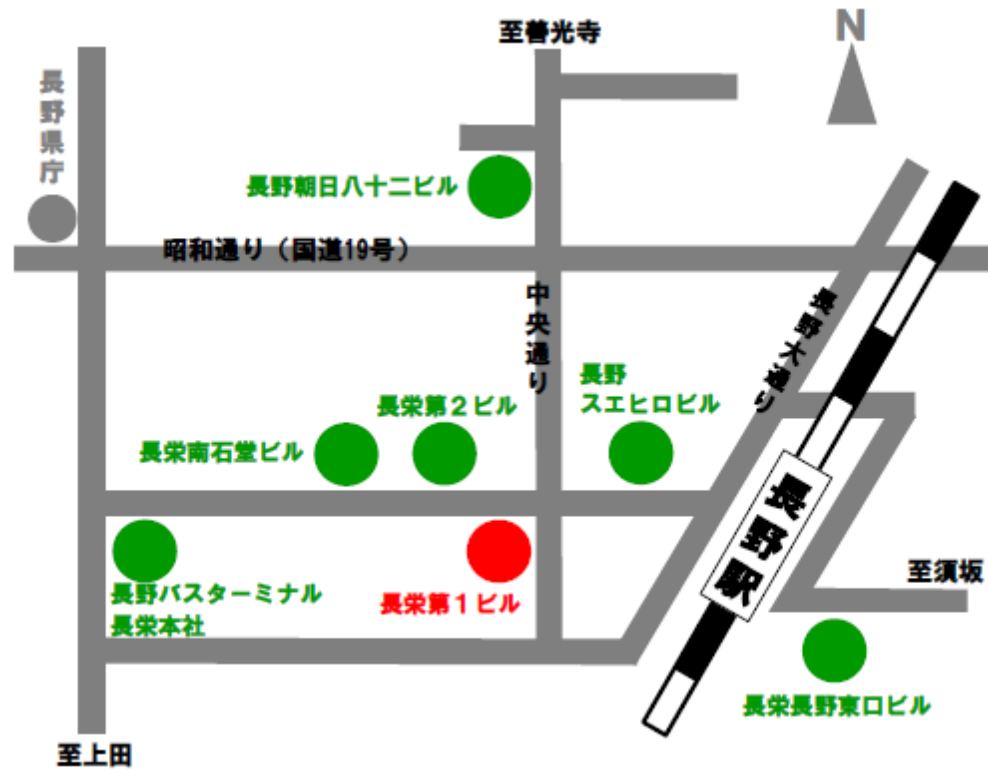 至善光寺
N
長野県庁
長野朝日八十二ビル
昭和通り（国道19号）
中央通り
長野大通り
長野
スエヒロビル
長栄第２ビル
長栄南石堂ビル
長野駅
至須坂
長野バスターミナル
長栄本社
長栄第１ビル
長栄長野東口ビル
至上田